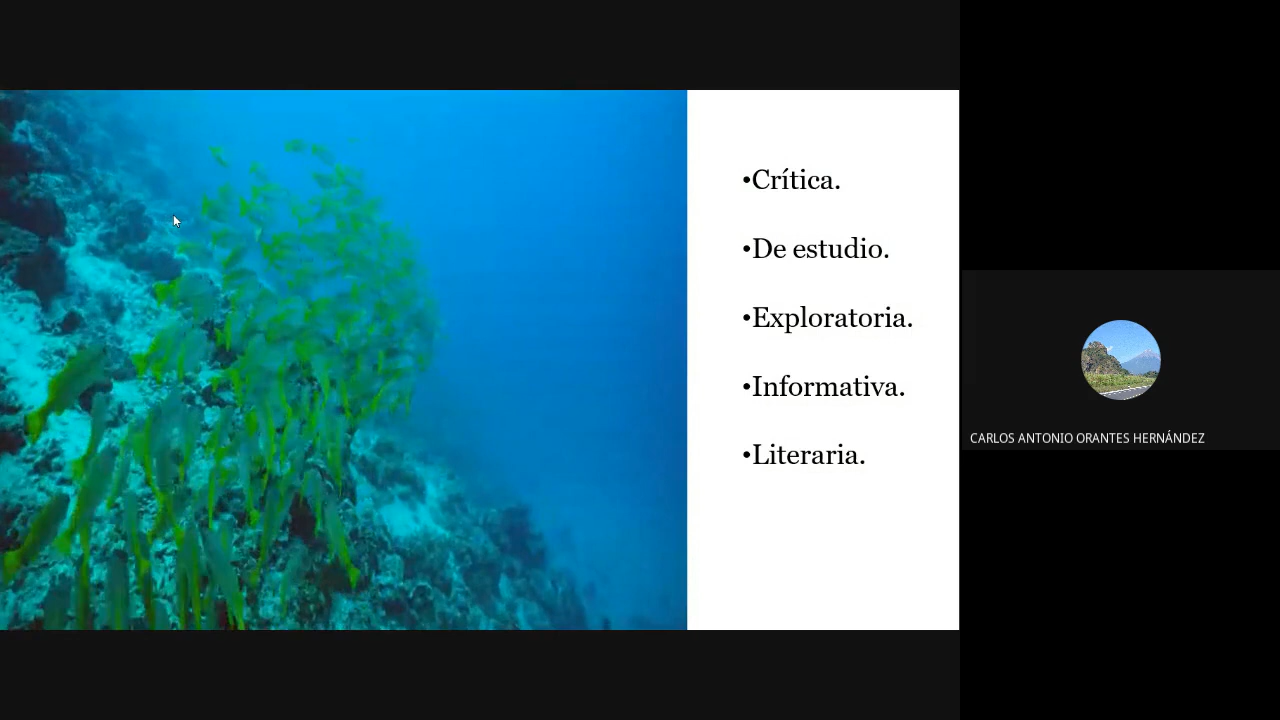 •Crítica.
•De estudio.
•Exploratoria.
•Informativa.
•Literaria.
CARLOS ANTONIO ORANTES HERNÁNDEZ